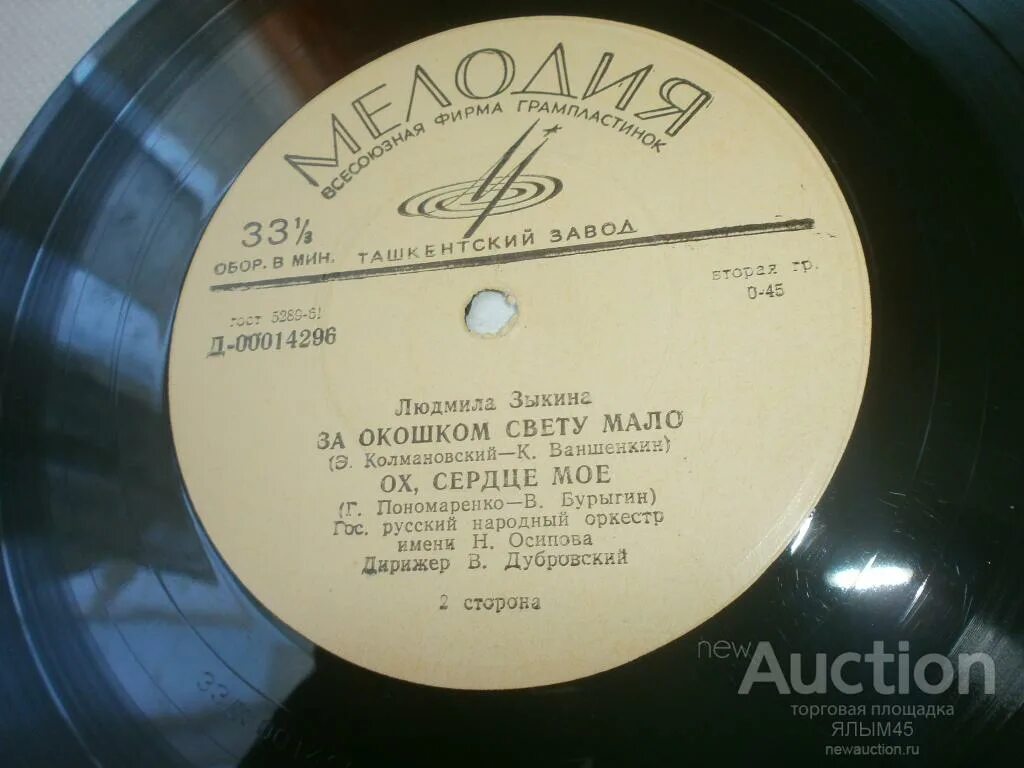 МЕЛОДИЯ
ВСЕСОЮЗНАЯ ФИРМА ГРАМПЛАСТИНОК
33⅓
ОБОР. В МИН. ТАШКЕНТСКИЙ ЗАВОД
вторая гр.
0-45
гост 5289-61
Д-00014296
Людмила Зыкина
ЗА ОКОШКОМ СВЕТУ МАЛО
(Э. Колмановский—К. Ваншенкин)
ОХ, СЕРДЦЕ МОЕ
(Г. Пономаренко—В. Бурыгин)
Гос. русский народный оркестр
имени Н. Осипова
Дирижер В. Дубровский
2 сторона
newAuction
торговая площадка
ЯЛЫМ45
newauction.ru